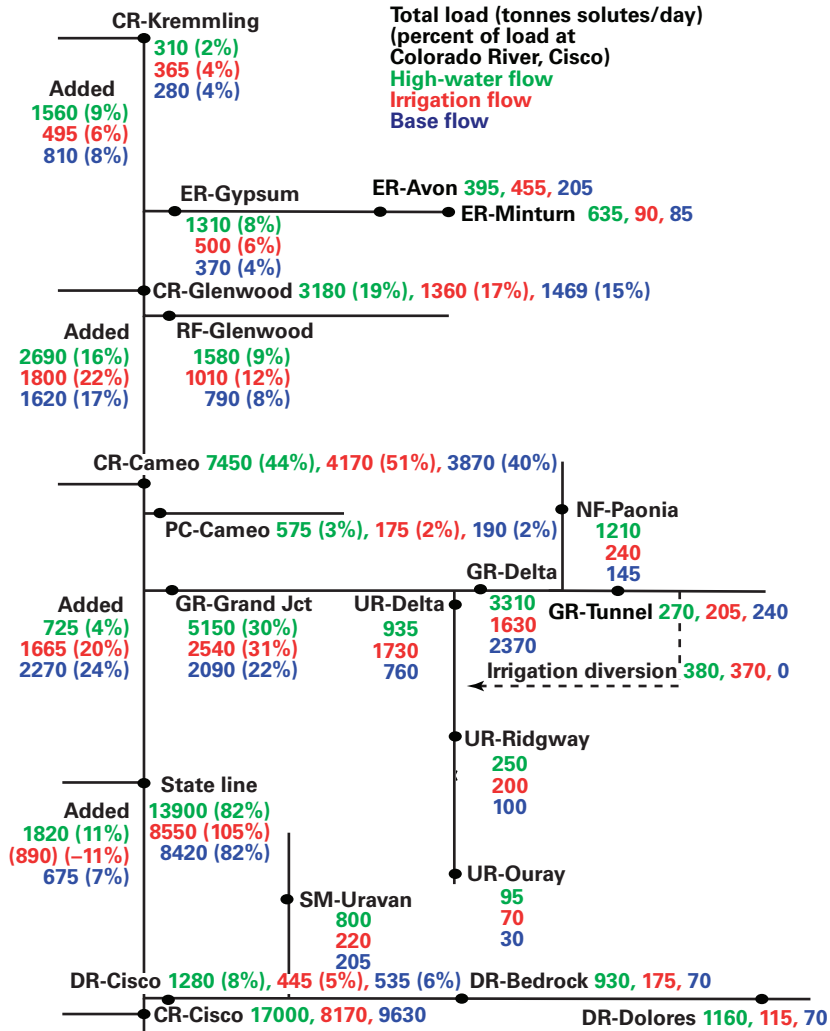 CR-Kremmling
310 (2%)
365 (4%)
280 (4%)
Total load (tonnes solutes/day)
(percent of load at
Colorado River, Cisco)
High-water flow
Irrigation flow
Base flow
Added
1560 (9%)
495 (6%)
810 (8%)
ER-Gypsum
1310 (8%)
500 (6%)
370 (4%)
ER-Avon 395, 455, 205
ER-Minturn 635, 90, 85
CR-Glenwood 3180 (19%), 1360 (17%), 1469 (15%)
Added
2690 (16%)
1800 (22%)
1620 (17%)
RF-Glenwood
1580 (9%)
1010 (12%)
790 (8%)
CR-Cameo 7450 (44%), 4170 (51%), 3870 (40%)
PC-Cameo 575 (3%), 175 (2%), 190 (2%)
NF-Paonia
1210
240
145
Added
725 (4%)
1665 (20%)
2270 (24%)
GR-Grand Jct
5150 (30%)
2540 (31%)
2090 (22%)
UR-Delta
935
1730
760
GR-Delta
3310
1630
2370
GR-Tunnel 270, 205, 240
Irrigation diversion 380, 370, 0
UR-Ridgway
250
200
100
State line
13900 (82%)
8550 (105%)
8420 (82%)
Added
1820 (11%)
(890) (–11%)
675 (7%)
UR-Ouray
95
70
30
SM-Uravan
800
220
205
DR-Cisco 1280 (8%), 445 (5%), 535 (6%)
DR-Bedrock 930, 175, 70
CR-Cisco 17000, 8170, 9630
DR-Dolores 1160, 115, 70